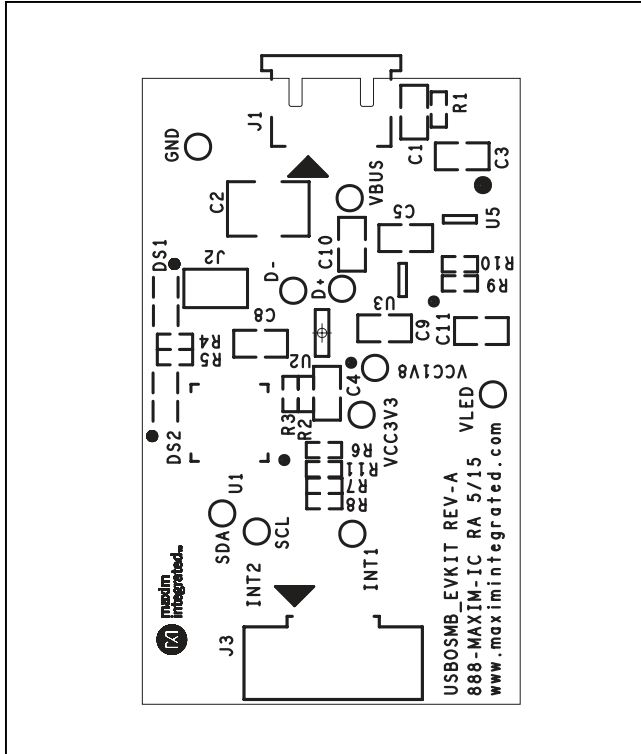 J1
R1
C1
C3
GND
VBUS
C2
C5
U5
C10
DS1
J2
D-
D+
R10
R9
U3
C8
C9
C11
R4
R5
U2
C4
VCC1V8
VLED
R3
R2
VCC3V3
DS2
R6
R11
R7
R8
U1
SDA
SCL
INT2
INT1
maxim
integrated™
J3
USBOSMB_EVKIT REV-A
888-MAXIM-IC RA 5/15
www.maximintegrated.com